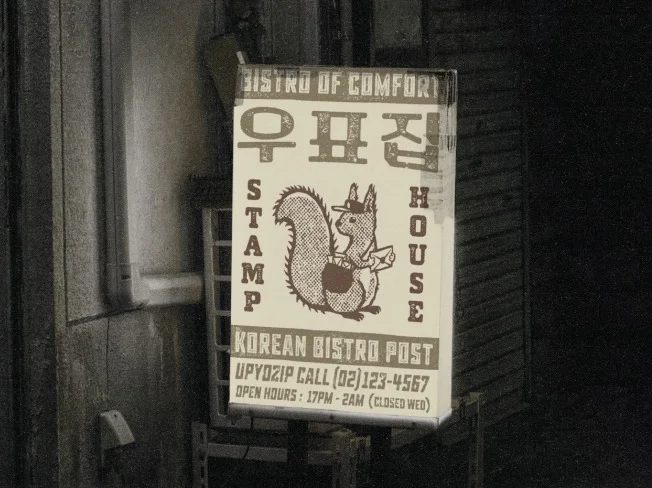 BISTRO OF COMFORT
우표집
STAMP
HOUSE
KOREAN BISTRO POST
UPYOZIP CALL (02)123-4567
OPEN HOURS : 17PM - 2AM (CLOSED WED)